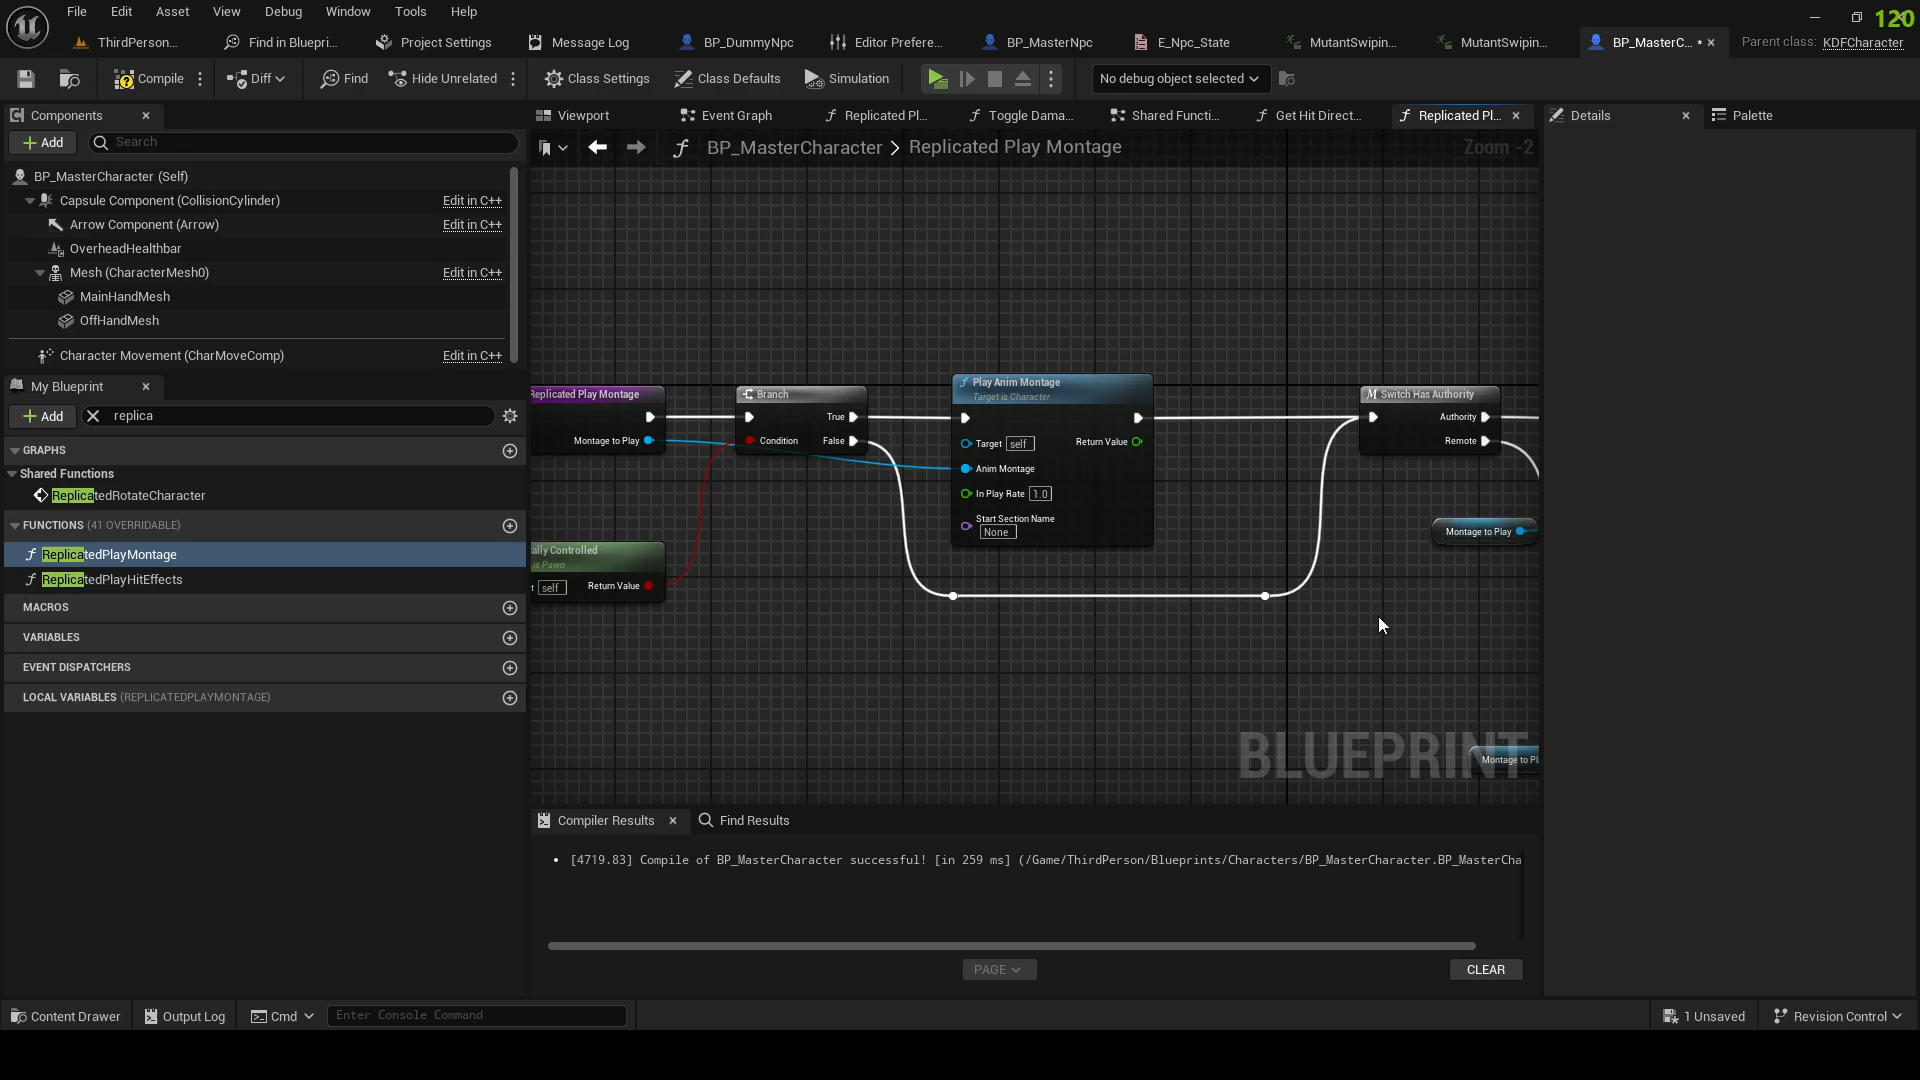 File Edit Asset View Debug Window Tools Help
120
ThirdPerson...
Find in Bluepri...
Project Settings
Message Log
BP_DummyNpc
Editor Prefere...
BP_MasterNpc
E_Npc_State
MutantSwipin...
MutantSwipin...
BP_MasterC... •
Parent class: KDFCharacter
Compile
Diff
Find
Hide Unrelated
Class Settings
Class Defaults
Simulation
No debug object selected
Components
Add
Search
BP_MasterCharacter (Self)
Capsule Component (CollisionCylinder) Edit in C++
Arrow Component (Arrow) Edit in C++
OverheadHealthbar
Mesh (CharacterMesh0) Edit in C++
MainHandMesh
OffHandMesh
Character Movement (CharMoveComp) Edit in C++
My Blueprint
Add
replica
GRAPHS
Shared Functions
ReplicatedRotateCharacter
FUNCTIONS (41 OVERRIDABLE)
ReplicatedPlayMontage
ReplicatedPlayHitEffects
MACROS
VARIABLES
EVENT DISPATCHERS
LOCAL VARIABLES (REPLICATEDPLAYMONTAGE)
Viewport
Event Graph
Replicated Pl...
Toggle Dama...
Shared Functi...
Get Hit Direct...
Replicated Pl...
BP_MasterCharacter > Replicated Play Montage
Zoom -2
Replicated Play Montage
Montage to Play
Branch
True
Condition
False
Play Anim Montage
Target is Character
Target self
Return Value
Anim Montage
In Play Rate 1.0
Start Section Name
None
Switch Has Authority
Authority
Remote
Montage to Play
ally Controlled
is Pawn
t self
Return Value
Montage to Pl
BLUEPRINT
Compiler Results
Find Results
• [4719.83] Compile of BP_MasterCharacter successful! [in 259 ms] (/Game/ThirdPerson/Blueprints/Characters/BP_MasterCharacter.BP_MasterCha
PAGE
CLEAR
Details
Palette
Content Drawer
Output Log
Cmd
Enter Console Command
1 Unsaved
Revision Control